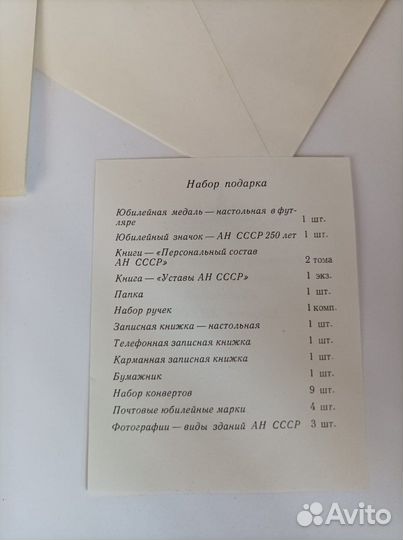 Набор подарка
Юбилейная медаль — настольная в фут-
ляре 1 шт.
Юбилейный значок — АН СССР 250 лет 1 шт.
Книги — «Персональный состав
АН СССР» 2 тома
Книга — «Уставы АН СССР» 1 экз.
Папка 1 шт.
Набор ручек 1 комп.
Записная книжка — настольная 1 шт.
Телефонная записная книжка 1 шт.
Карманная записная книжка 1 шт.
Бумажник 1 шт.
Набор конвертов 9 шт.
Почтовые юбилейные марки 4 шт.
Фотографии — виды зданий АН СССР 3 шт.
Avito